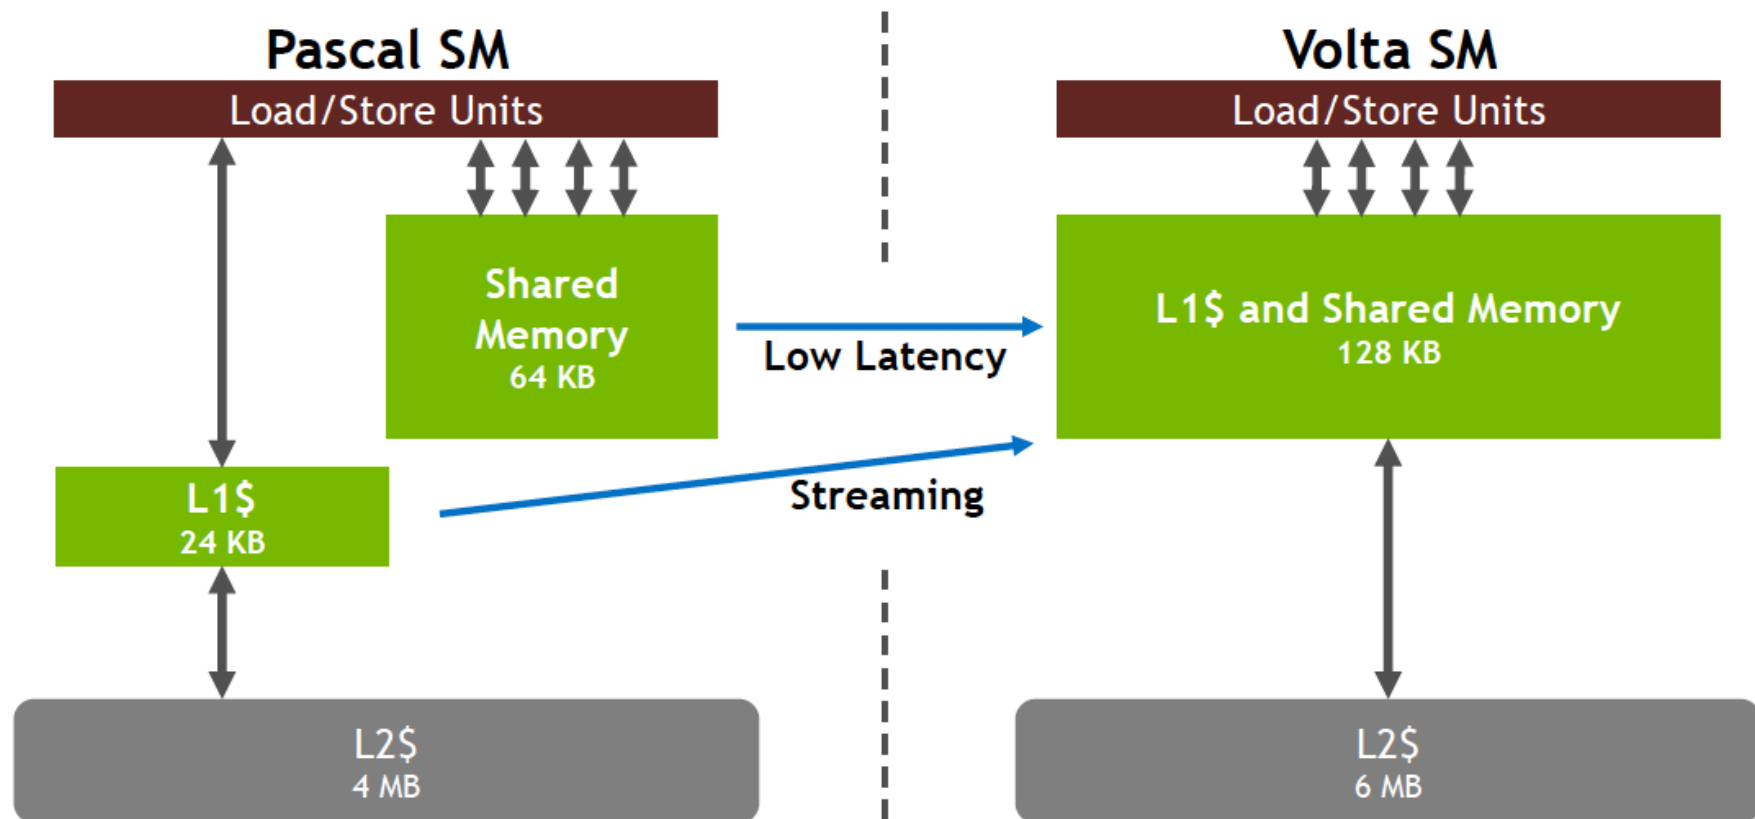 Pascal SM
Load/Store Units
Shared
Memory
64 KB
L1$
24 KB
L2$
4 MB
Low Latency
Streaming
Volta SM
Load/Store Units
L1$ and Shared Memory
128 KB
L2$
6 MB